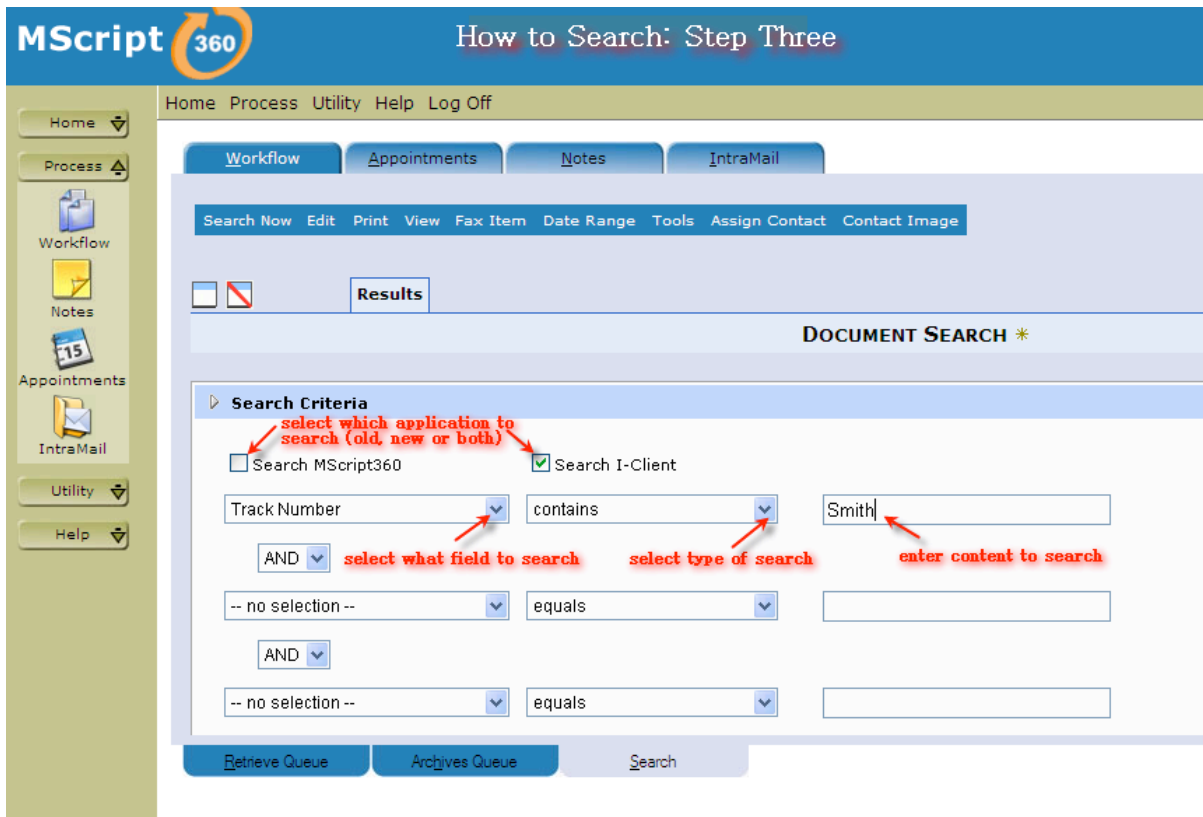 MScript 360
How to Search: Step Three
Home Process Utility Help Log Off
Home
Process
Workflow
Notes
15
Appointments
IntraMail
Utility
Help
Workflow Appointments Notes IntraMail
Search Now Edit Print View Fax Item Date Range Tools Assign Contact Contact Image
Results
DOCUMENT SEARCH *
Search Criteria
select which application to
search (old, new or both)
Search MScript360 Search I-Client
Track Number contains Smith
AND select what field to search select type of search enter content to search
-- no selection -- equals
AND
-- no selection -- equals
Retrieve Queue Archives Queue Search